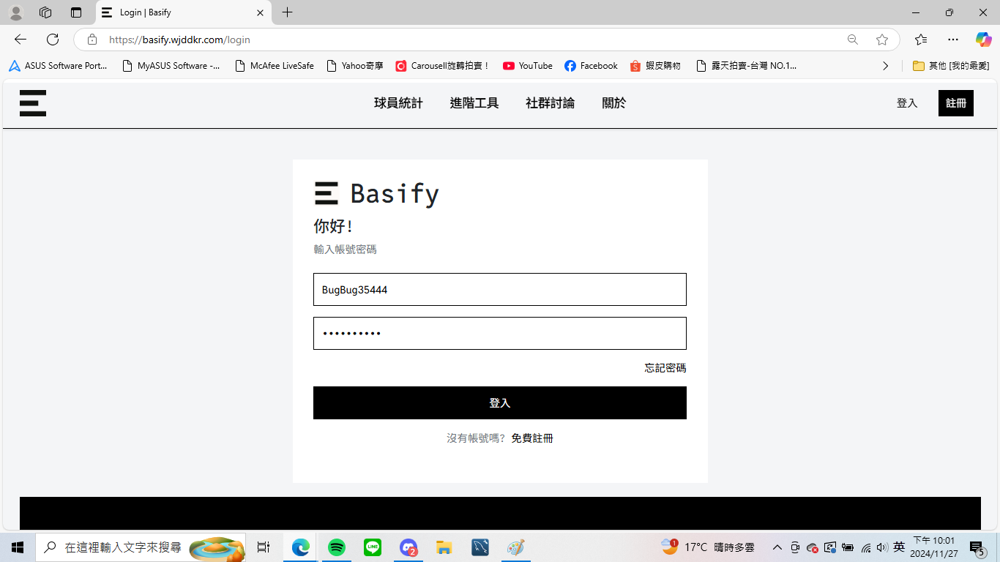 Login | Basify
https://basify.wjddkr.com/login
ASUS Software Port...
MyASUS Software -...
McAfee LiveSafe
Yahoo奇摩
Carousell旋轉拍賣！
YouTube
Facebook
蝦皮購物
露天拍賣-台灣 NO.1...
其他 [我的最愛]
球員統計
進階工具
社群討論
關於
登入
註冊
Basify
你好!
輸入帳號密碼
BugBug35444
••••••••••
忘記密碼
登入
沒有帳號嗎? 免費註冊
在這裡輸入文字來搜尋
LINE
2
1
17°C 晴時多雲
英
下午 10:01
2024/11/27
5